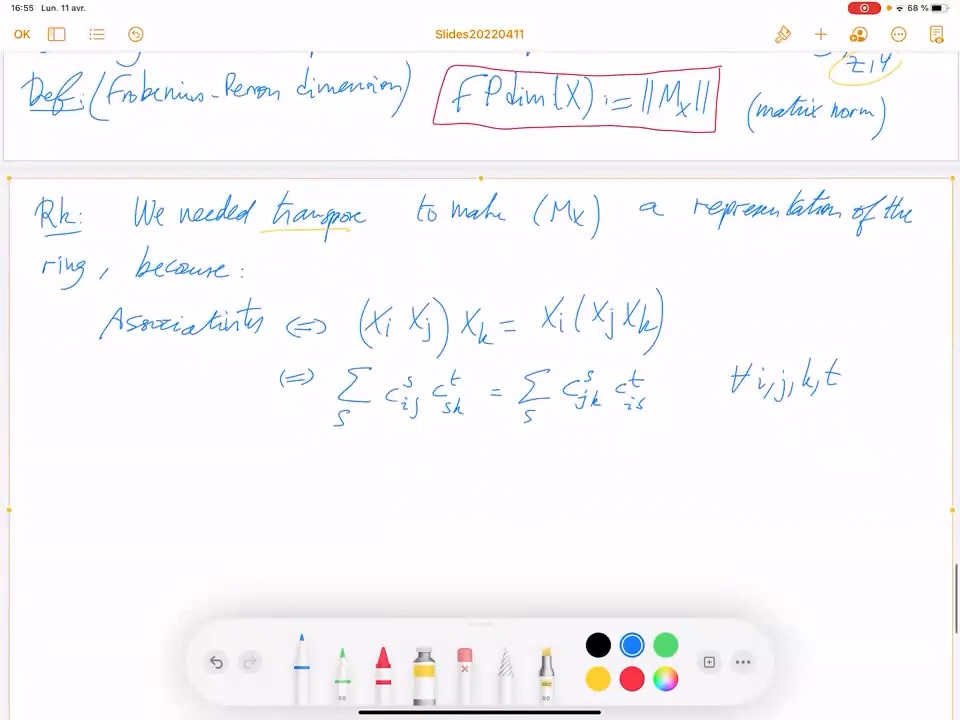 16:55 Lun. 11 avr. 68 %
OK Slides20220411
Z, Y
Def: (Frobenius-Perron dimension) FPdim(X) := ||M_X|| (matrix norm)
Rk: We needed transpose to make (M_X) a representation of the
ring, because:
Associativity <=> (X_i X_j) X_k = X_i (X_j X_k)
<=> ∑_s c_{ij}^s c_{sk}^t = ∑_s c_{jk}^s c_{is}^t ∀ i, j, k, t